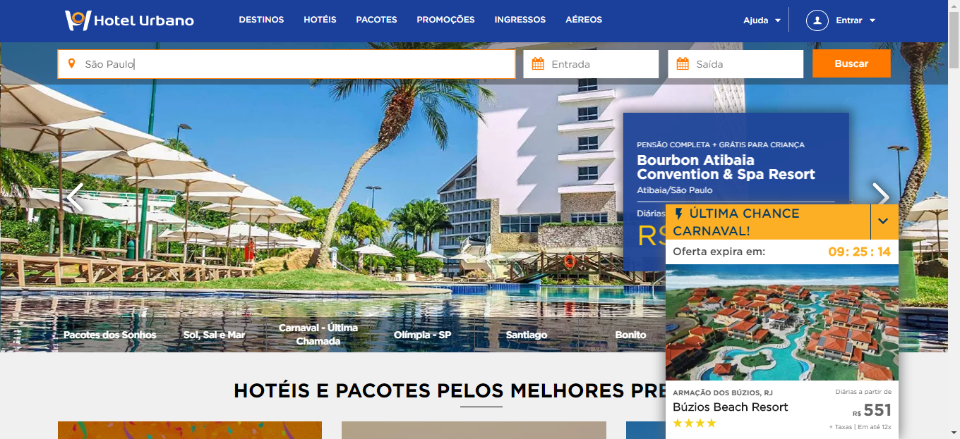 Hotel Urbano
DESTINOS HOTÉIS PACOTES PROMOÇÕES INGRESSOS AÉREOS
Ajuda Entrar
São Paulo Entrada Saída Buscar
PENSÃO COMPLETA + GRÁTIS PARA CRIANÇA
Bourbon Atibaia
Convention & Spa Resort
Atibaia/São Paulo
Diárias
R$
ÚLTIMA CHANCE
CARNAVAL!
Oferta expira em: 09: 25: 14
Pacotes dos Sonhos Sol, Sal e Mar Carnaval - Última
Chamada Olímpia - SP Santiago Bonito
HOTÉIS E PACOTES PELOS MELHORES PRE
ARMAÇÃO DOS BÚZIOS, RJ Diárias a partir de
Búzios Beach Resort R$ 551
+ Taxas | Em até 12x